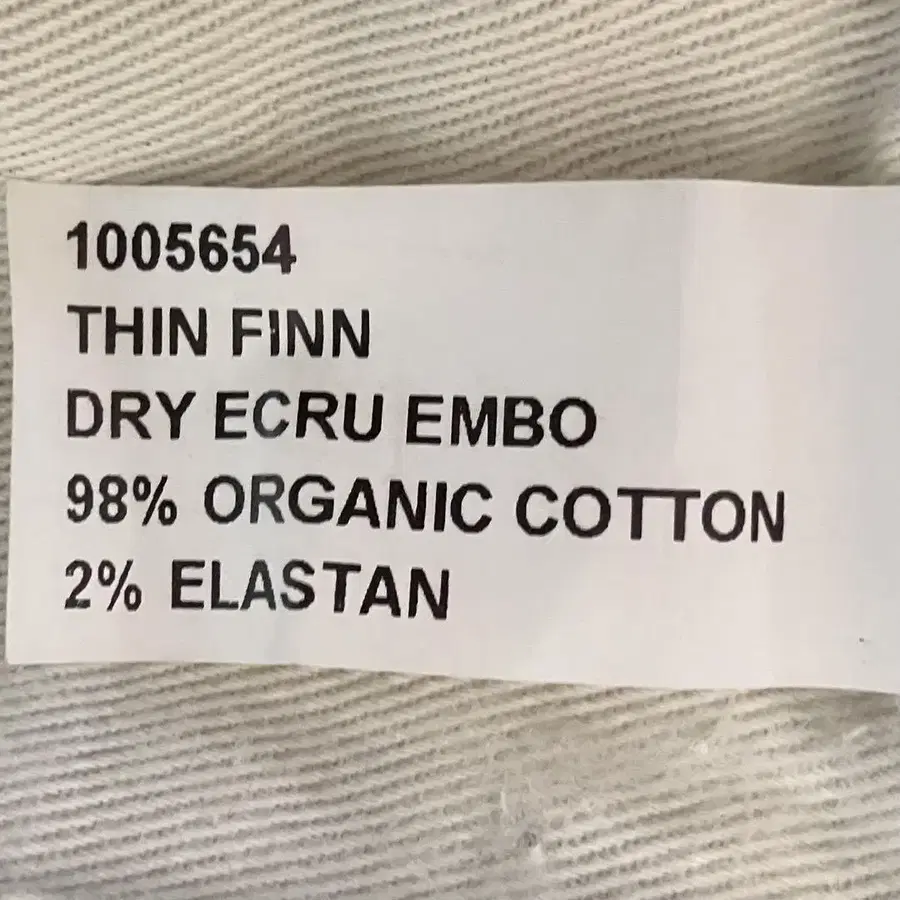 1005654
THIN FINN
DRY ECRU EMBO
98% ORGANIC COTTON
2% ELASTAN